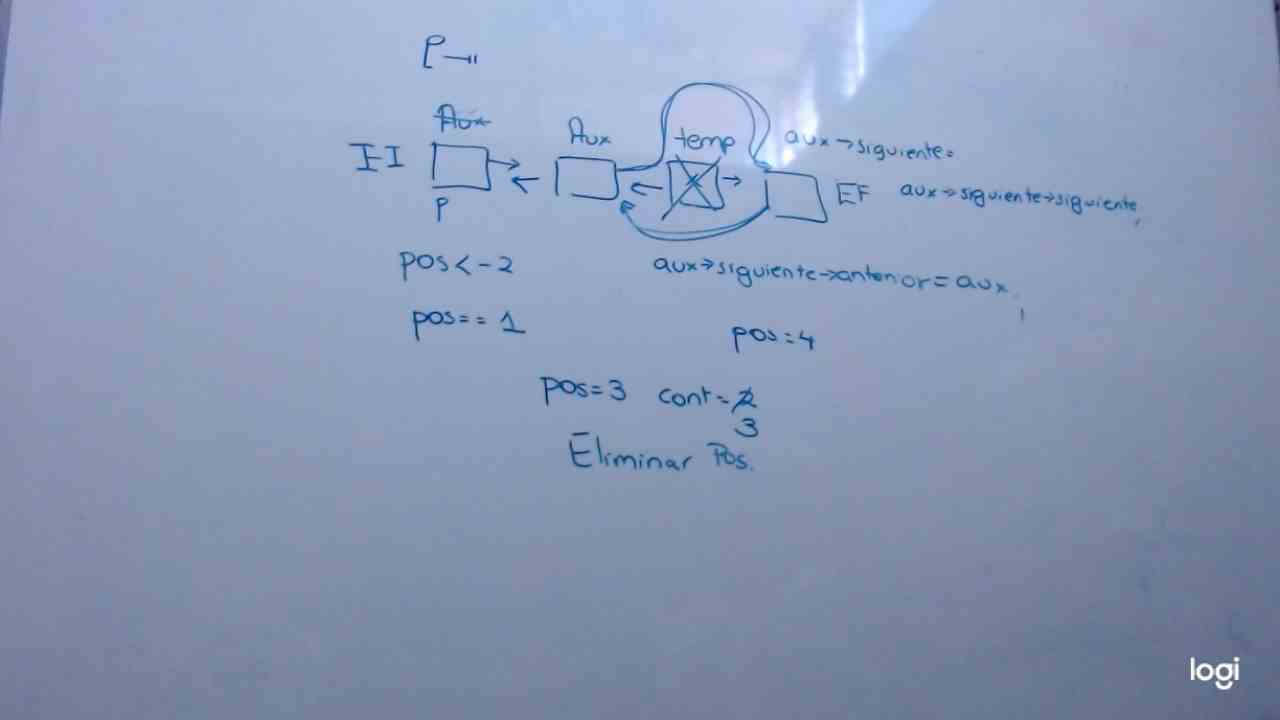 P
Aux
Aux
temp
aux→siguiente=
EF
aux→siguiente→siguiente;
P
pos<-2
aux→siguiente→anterior=aux;
pos==1
pos=4
pos=3 cont=2
3
Eliminar Pos.
logi